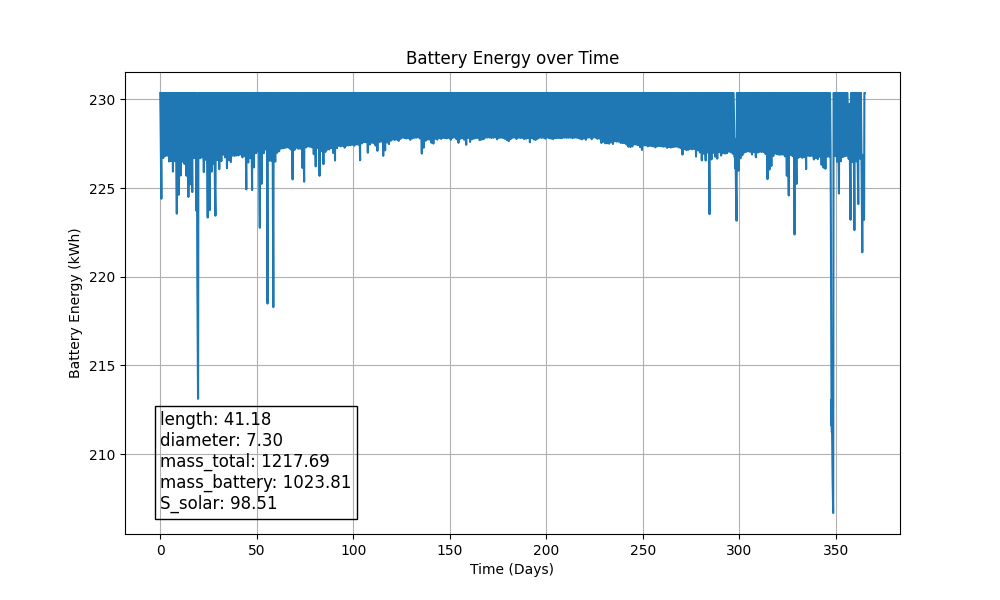 Battery Energy over Time
Battery Energy (kWh)
230
225
220
215
210
length: 41.18
diameter: 7.30
mass_total: 1217.69
mass_battery: 1023.81
S_solar: 98.51
0 50 100 150 200 250 300 350
Time (Days)